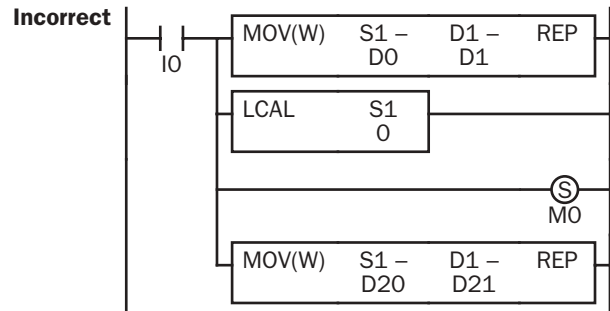 Incorrect
MOV(W) S1 – D1 – REP
I0 D0 D1
LCAL S1
0
S
M0
MOV(W) S1 – D1 – REP
D20 D21